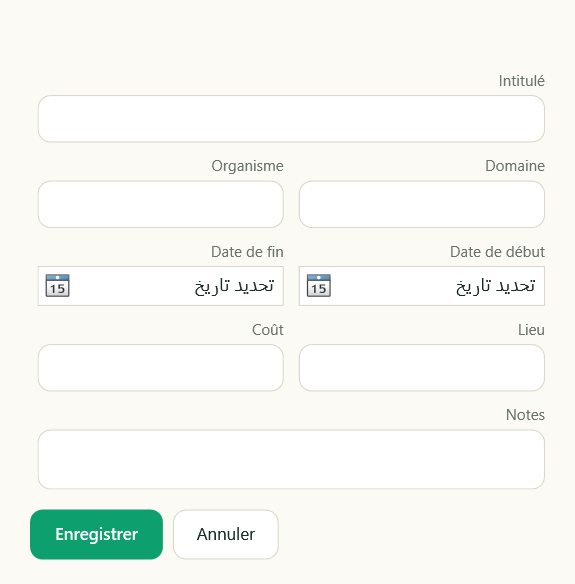 Intitulé
Domaine
Organisme
Date de début
Date de fin
تحديد تاريخ
15
تحديد تاريخ
15
Lieu
Coût
Notes
Enregistrer
Annuler